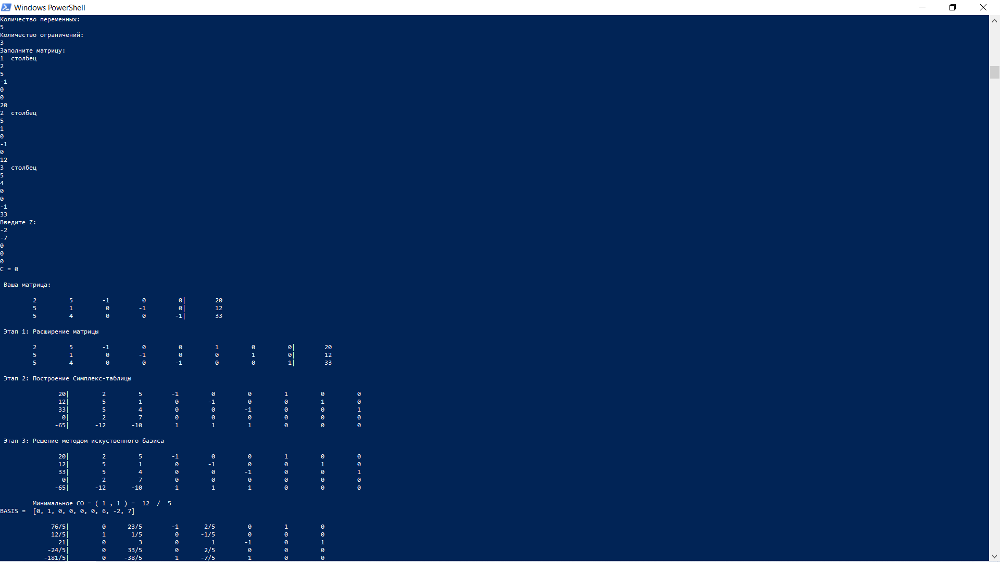 Windows PowerShell
Количество переменных:
5
Количество ограничений:
3
Заполните матрицу:
1  столбец
2
5
-1
0
0
20
2  столбец
5
1
0
-1
0
12
3  столбец
5
4
0
0
-1
33
Введите Z:
-2
-7
0
0
0
C = 0
Ваша матрица:
2 5 -1 0 0| 20
5 1 0 -1 0| 12
5 4 0 0 -1| 33
Этап 1: Расширение матрицы
2 5 -1 0 0 1 0 0| 20
5 1 0 -1 0 0 1 0| 12
5 4 0 0 -1 0 0 1| 33
Этап 2: Построение Симплекс-таблицы
20| 2 5 -1 0 0 1 0 0
12| 5 1 0 -1 0 0 1 0
33| 5 4 0 0 -1 0 0 1
0| 2 7 0 0 0 0 0 0
-65| -12 -10 1 1 1 0 0 0
Этап 3: Решение методом искуственного базиса
20| 2 5 -1 0 0 1 0 0
12| 5 1 0 -1 0 0 1 0
33| 5 4 0 0 -1 0 0 1
0| 2 7 0 0 0 0 0 0
-65| -12 -10 1 1 1 0 0 0
Минимальное СО = ( 1 , 1 ) =  12  /  5
BASIS =  [0, 1, 0, 0, 0, 0, 6, -2, 7]
76/5| 0 23/5 -1 2/5 0 1 0
12/5| 1 1/5 0 -1/5 0 0 0
21| 0 3 0 1 -1 0 1
-24/5| 0 33/5 0 2/5 0 0 0
-181/5| 0 -38/5 1 -7/5 1 0 0